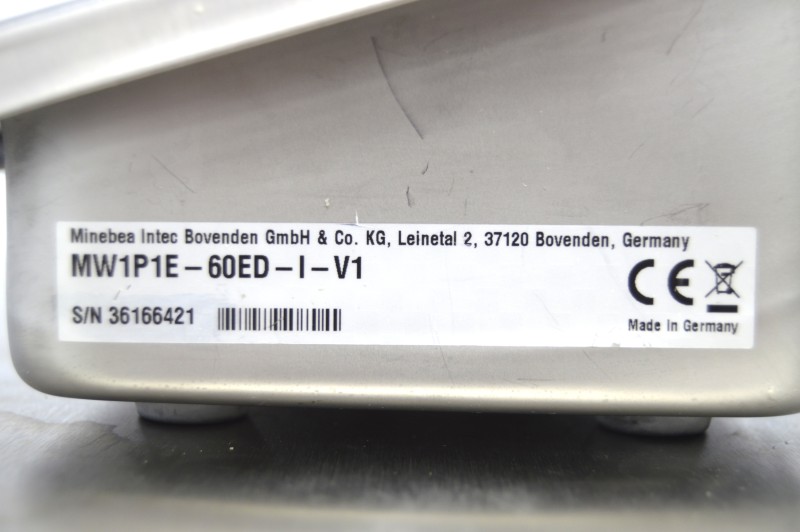 Minebea Intec Bovenden GmbH & Co. KG, Leinetal 2, 37120 Bovenden, Germany
MW1P1E-60ED-I-V1
CE
S/N 36166421
Made in Germany